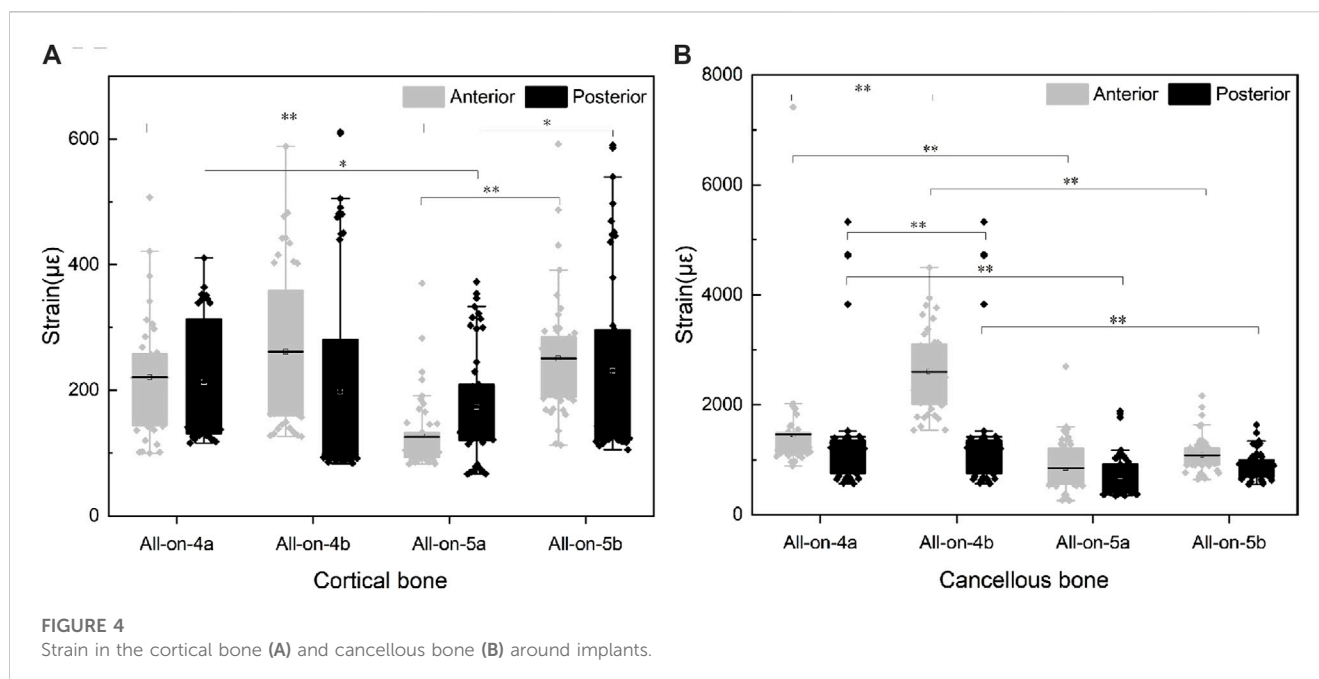 A
B
Anterior
Posterior
**
*
*
**
600
400
200
0
Strain(με)
All-on-4a
All-on-4b
All-on-5a
All-on-5b
Cortical bone
Anterior
Posterior
**
**
**
**
**
**
8000
6000
4000
2000
0
Strain(με)
All-on-4a
All-on-4b
All-on-5a
All-on-5b
Cancellous bone
FIGURE 4
Strain in the cortical bone (A) and cancellous bone (B) around implants.